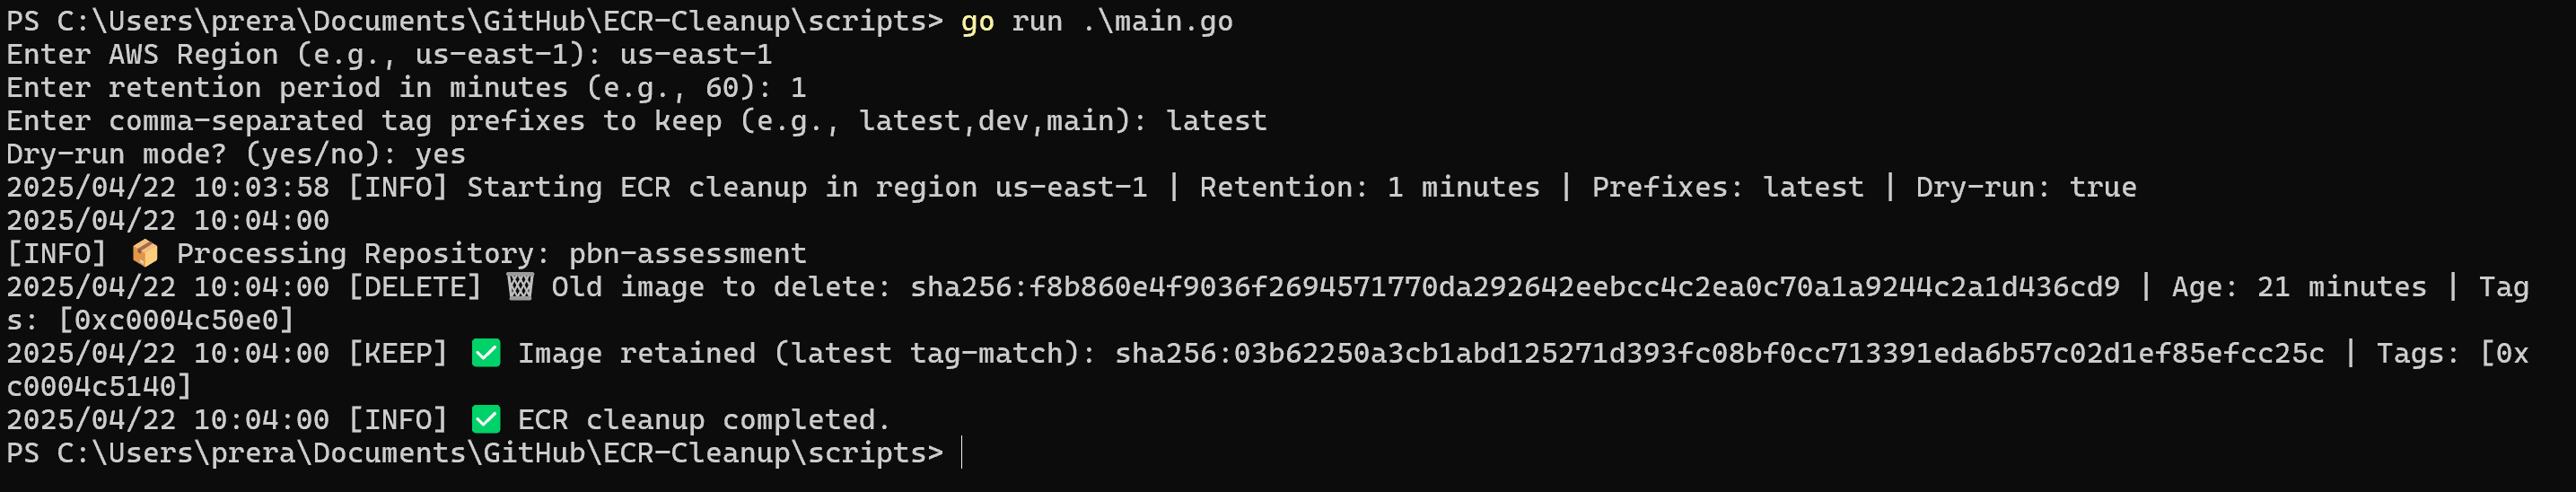 PS C:\Users\prera\Documents\GitHub\ECR-Cleanup\scripts> go run .\main.go
Enter AWS Region (e.g., us-east-1): us-east-1
Enter retention period in minutes (e.g., 60): 1
Enter comma-separated tag prefixes to keep (e.g., latest,dev,main): latest
Dry-run mode? (yes/no): yes
2025/04/22 10:03:58 [INFO] Starting ECR cleanup in region us-east-1 | Retention: 1 minutes | Prefixes: latest | Dry-run: true
2025/04/22 10:04:00
[INFO] 📦 Processing Repository: pbn-assessment
2025/04/22 10:04:00 [DELETE] 🗑️ Old image to delete: sha256:f8b860e4f9036f2694571770da292642eebcc4c2ea0c70a1a9244c2a1d436cd9 | Age: 21 minutes | Tag
s: [0xc0004c50e0]
2025/04/22 10:04:00 [KEEP] ✅ Image retained (latest tag-match): sha256:03b62250a3cb1abd125271d393fc08bf0cc713391eda6b57c02d1ef85efcc25c | Tags: [0x
c0004c5140]
2025/04/22 10:04:00 [INFO] ✅ ECR cleanup completed.
PS C:\Users\prera\Documents\GitHub\ECR-Cleanup\scripts>